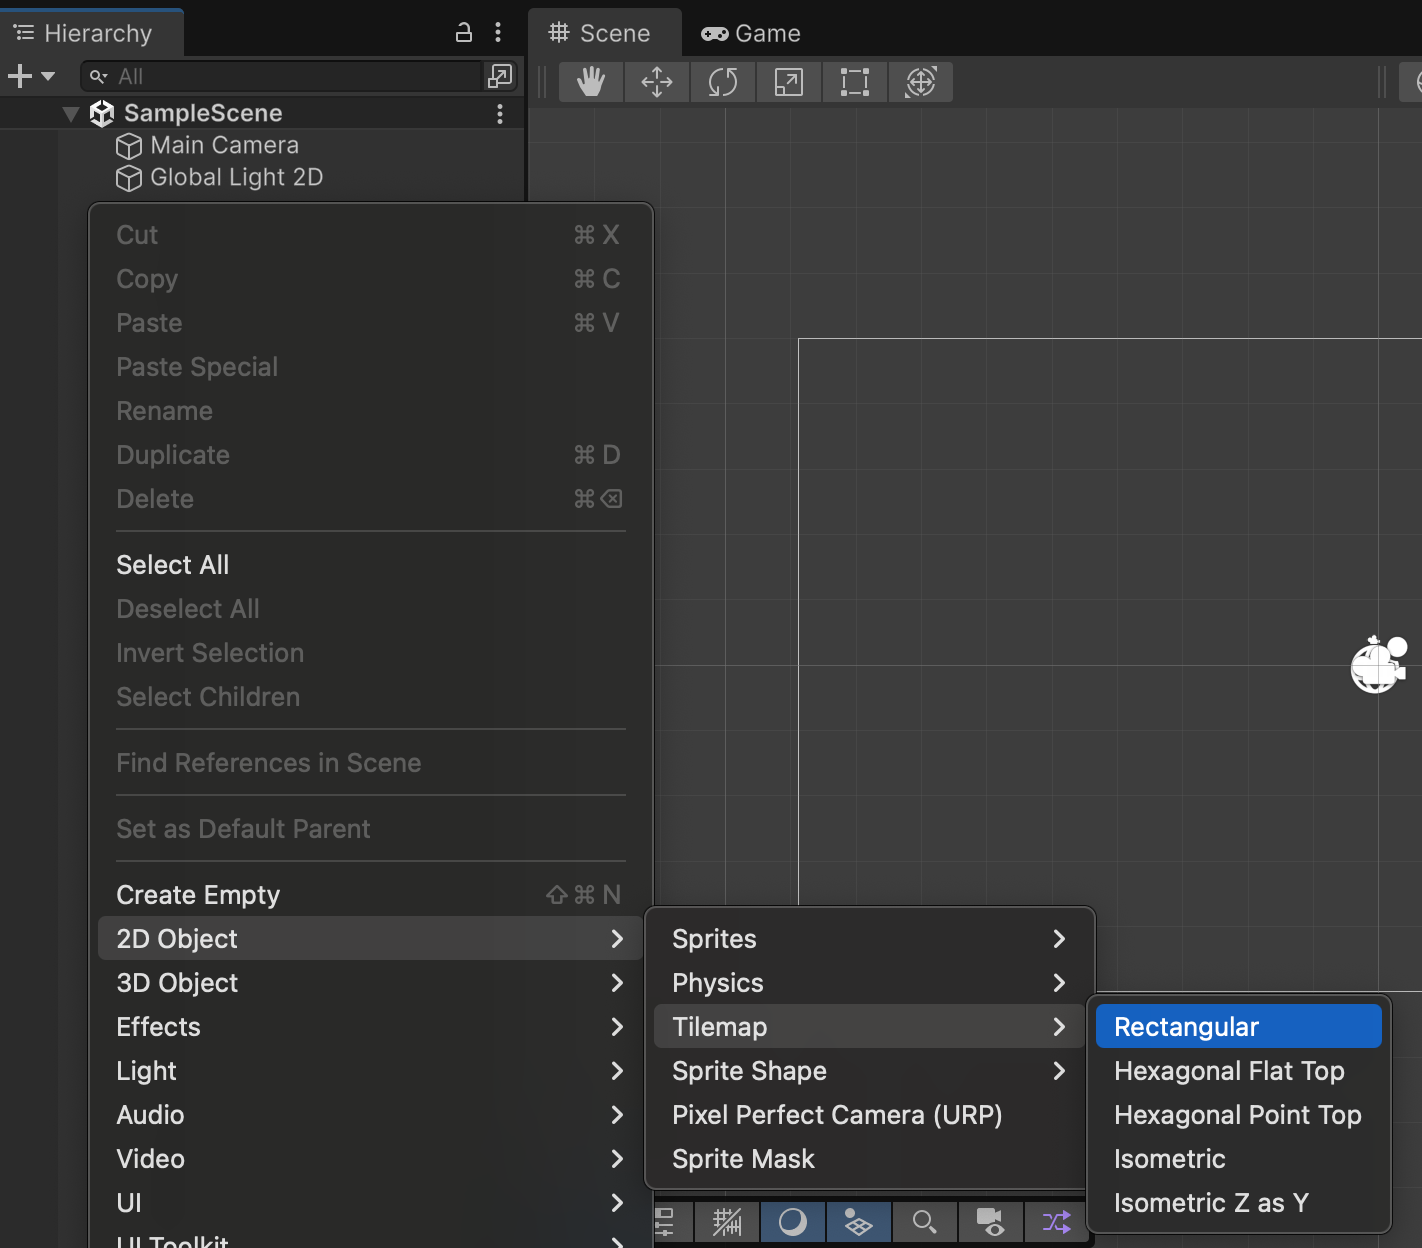 Hierarchy
Scene
Game
All
SampleScene
Main Camera
Global Light 2D
Cut ⌘ X
Copy ⌘ C
Paste ⌘ V
Paste Special
Rename
Duplicate ⌘ D
Delete ⌘⌫
Select All
Deselect All
Invert Selection
Select Children
Find References in Scene
Set as Default Parent
Create Empty ⇧⌘ N
2D Object
3D Object
Effects
Light
Audio
Video
UI
UI Toolkit
Sprites
Physics
Tilemap
Sprite Shape
Pixel Perfect Camera (URP)
Sprite Mask
Rectangular
Hexagonal Flat Top
Hexagonal Point Top
Isometric
Isometric Z as Y